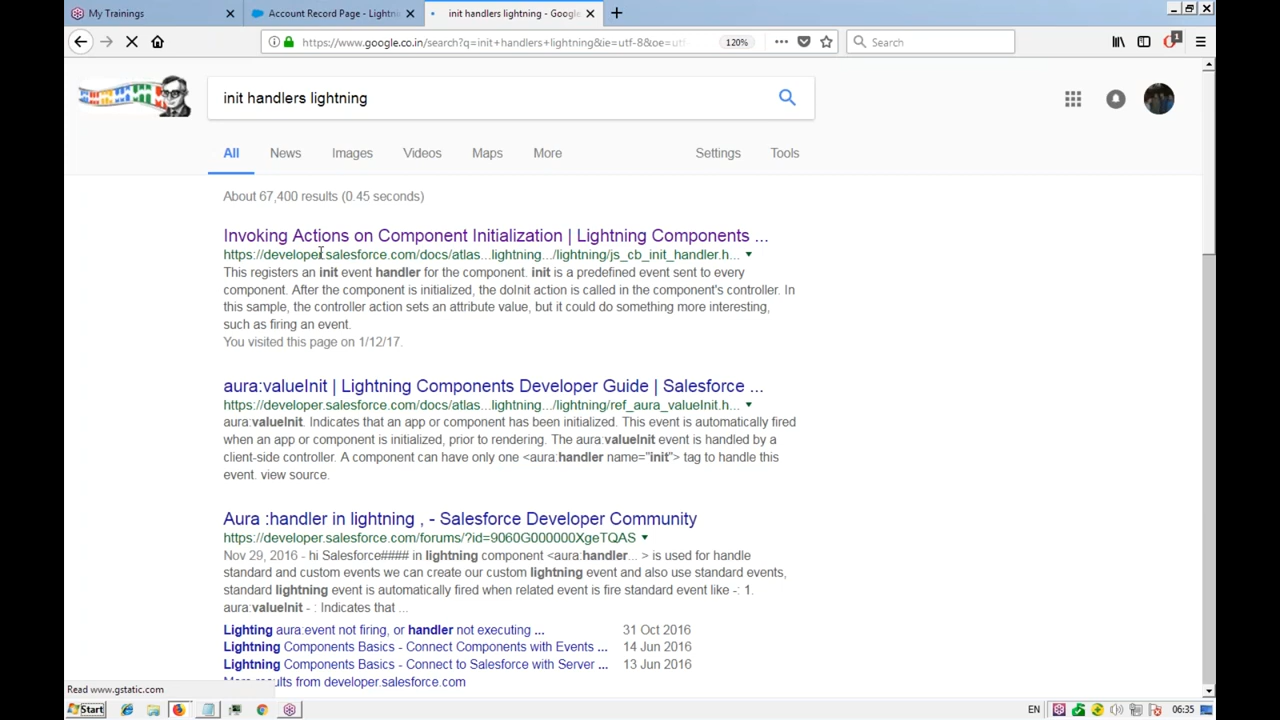 My Trainings
Account Record Page - Lightni
init handlers lightning - Google
https://www.google.co.in/search?q=init+handlers+lightning&ie=utf-8&oe=ut
120%
Search
1
init handlers lightning
All News Images Videos Maps More Settings Tools
About 67,400 results (0.45 seconds)
Invoking Actions on Component Initialization | Lightning Components ...
https://developer.salesforce.com/docs/atlas...lightning.../lightning/js_cb_init_handler.h...
This registers an init event handler for the component. init is a predefined event sent to every
component. After the component is initialized, the doInit action is called in the component's controller. In
this sample, the controller action sets an attribute value, but it could do something more interesting,
such as firing an event.
You visited this page on 1/12/17.
aura:valueInit | Lightning Components Developer Guide | Salesforce ...
https://developer.salesforce.com/docs/atlas...lightning.../lightning/ref_aura_valueInit.h...
aura:valueInit. Indicates that an app or component has been initialized. This event is automatically fired
when an app or component is initialized, prior to rendering. The aura:valueInit event is handled by a
client-side controller. A component can have only one <aura:handler name="init"> tag to handle this
event. view source.
Aura :handler in lightning , - Salesforce Developer Community
https://developer.salesforce.com/forums/?id=9060G000000XgeTQAS
Nov 29, 2016 - hi Salesforce#### in lightning component <aura:handler... > is used for handle
standard and custom events we can create our custom lightning event and also use standard events,
standard lightning event is automatically fired when related event is fire standard event like -: 1.
aura:valueInit - : Indicates that ...
Lighting aura:event not firing, or handler not executing ... 31 Oct 2016
Lightning Components Basics - Connect Components with Events ... 14 Jun 2016
Lightning Components Basics - Connect to Salesforce with Server ... 13 Jun 2016
More results from developer.salesforce.com
Read www.gstatic.com
Start
EN
06:35